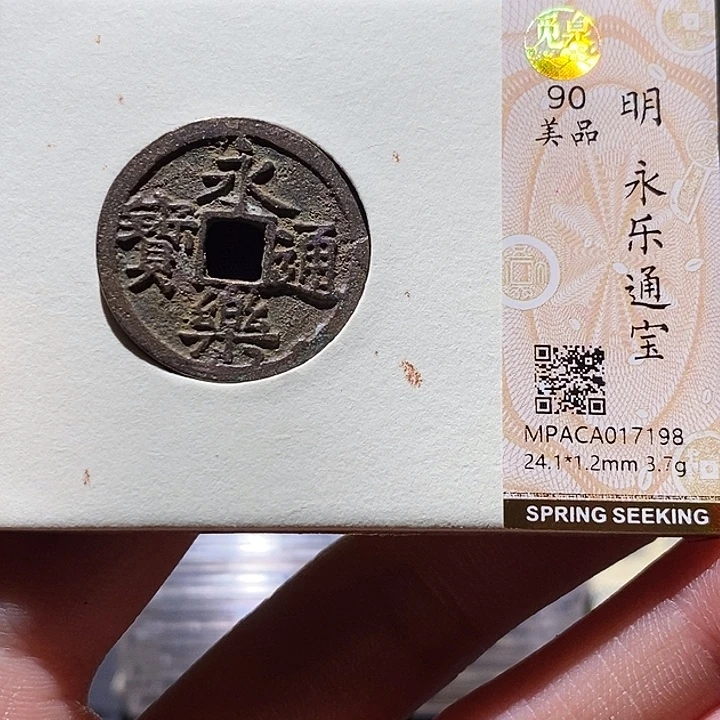 永樂通寶
觅泉
90
美品
明 永乐通宝
MPACA017198
24.1*1.2mm 3.7g
SPRING SEEKING